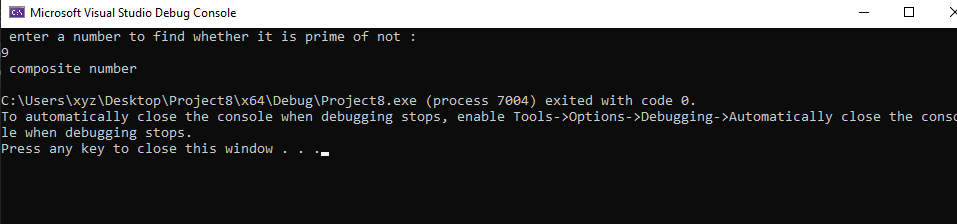 Microsoft Visual Studio Debug Console
enter a number to find whether it is prime of not :
9
composite number
C:\Users\xyz\Desktop\Project8\x64\Debug\Project8.exe (process 7004) exited with code 0.
To automatically close the console when debugging stops, enable Tools->Options->Debugging->Automatically close the conso
le when debugging stops.
Press any key to close this window . . .